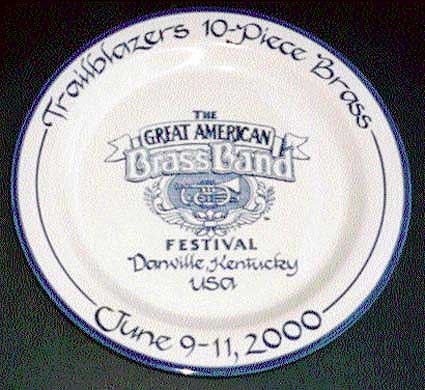 Trailblazers 10-Piece Brass
THE
GREAT AMERICAN
Brass Band
FESTIVAL
Danville, Kentucky
USA
June 9-11, 2000